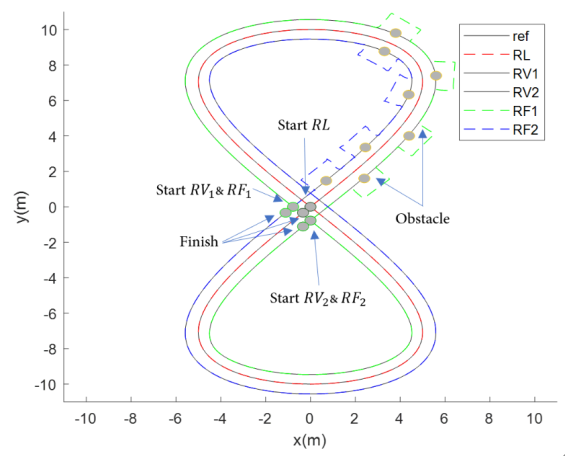 10
8
6
4
2
0
-2
-4
-6
-8
-10
y(m)
-10 -8 -6 -4 -2 0 2 4 6 8 10
x(m)
ref
RL
RV1
RV2
RF1
RF2
Start RL
Start RV₁&RF₁
Finish
Obstacle
Start RV₂&RF₂